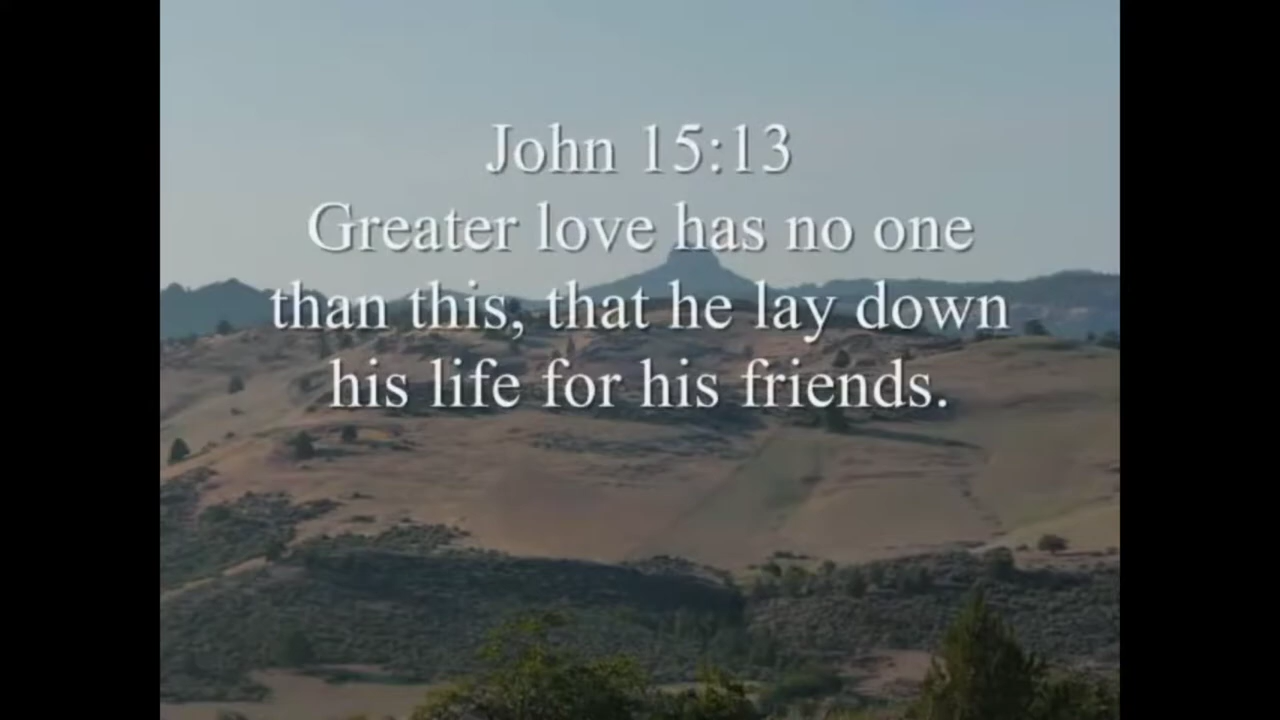 John 15:13
Greater love has no one
than this, that he lay down
his life for his friends.